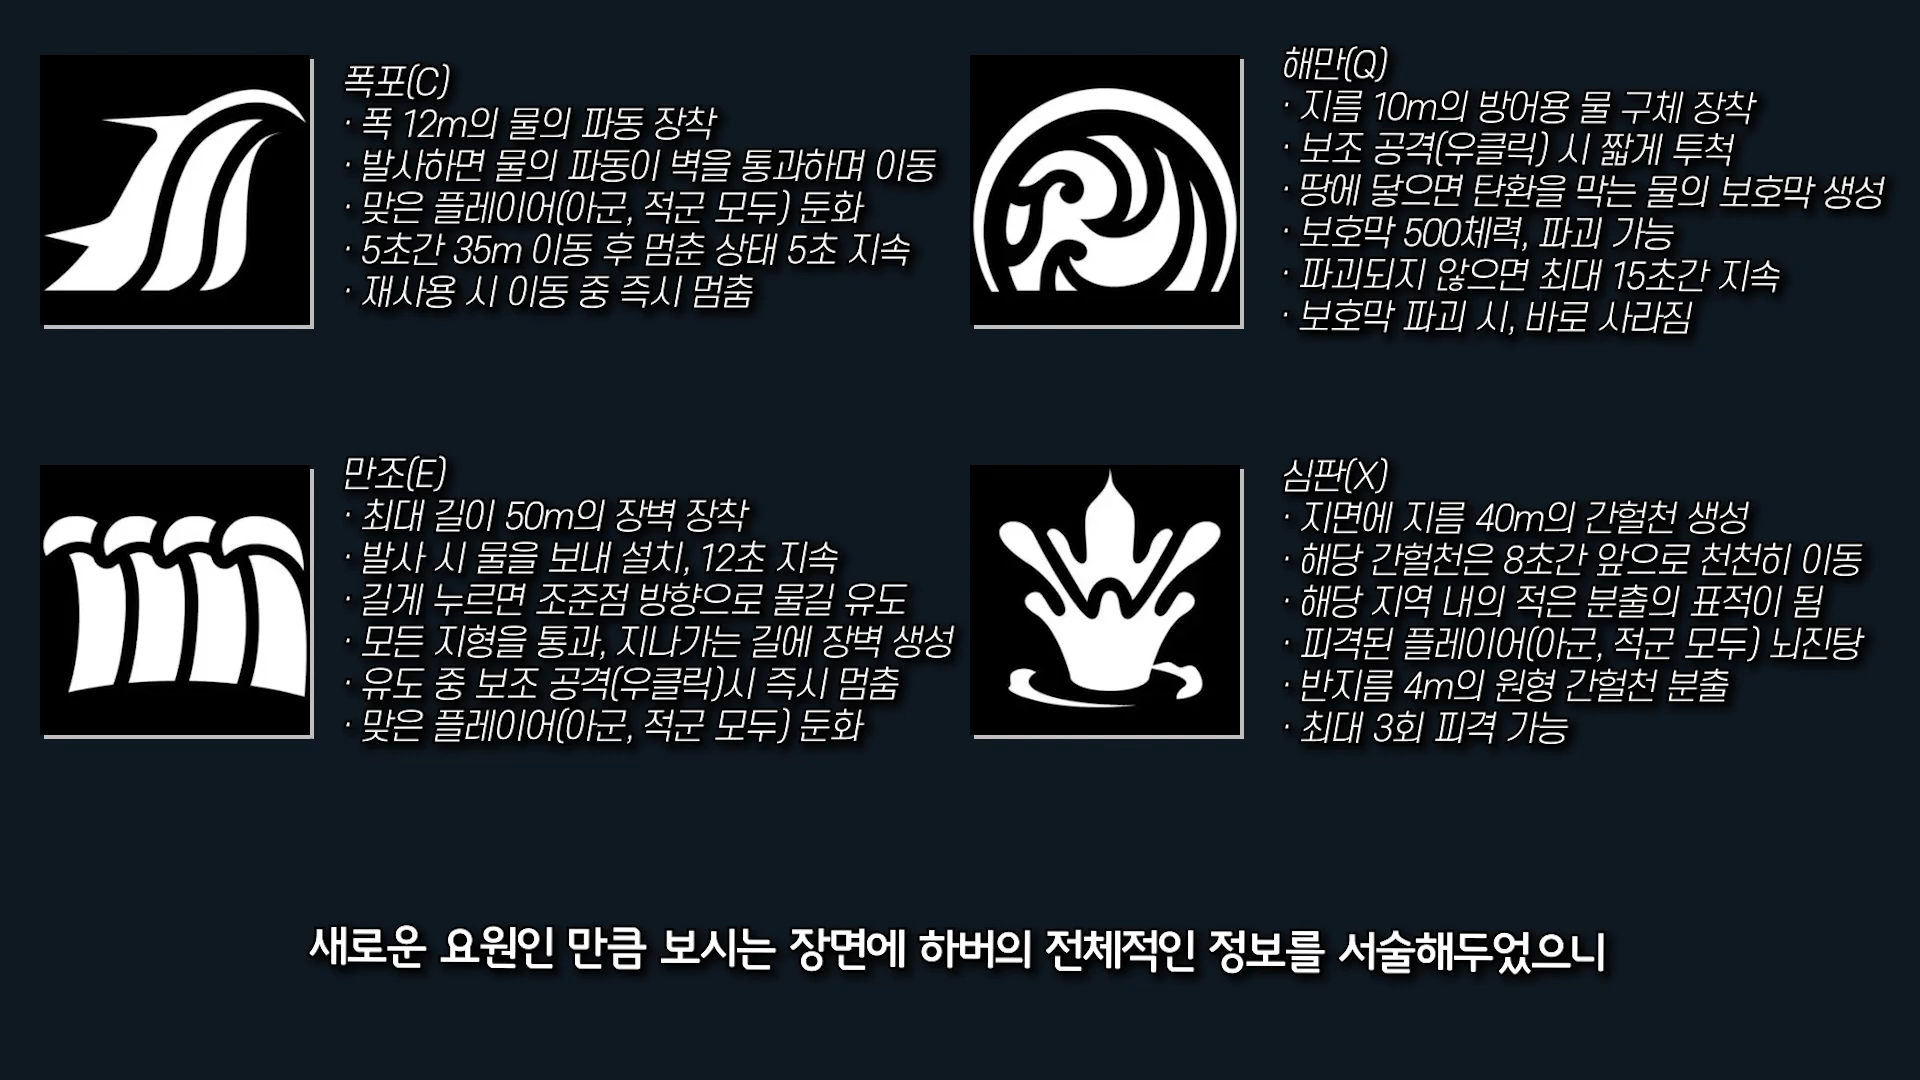 폭포(C)
· 폭 12m의 물의 파동 장착
· 발사하면 물의 파동이 벽을 통과하며 이동
· 맞은 플레이어(아군, 적군 모두) 둔화
· 5초간 35m 이동 후 멈춘 상태 5초 지속
· 재사용 시 이동 중 즉시 멈춤
해만(Q)
· 지름 10m의 방어용 물 구체 장착
· 보조 공격(우클릭) 시 짧게 투척
· 땅에 닿으면 탄환을 막는 물의 보호막 생성
· 보호막 500체력, 파괴 가능
· 파괴되지 않으면 최대 15초간 지속
· 보호막 파괴 시, 바로 사라짐
만조(E)
· 최대 길이 50m의 장벽 장착
· 발사 시 물을 보내 설치, 12초 지속
· 길게 누르면 조준점 방향으로 물길 유도
· 모든 지형을 통과, 지나가는 길에 장벽 생성
· 유도 중 보조 공격(우클릭)시 즉시 멈춤
· 맞은 플레이어(아군, 적군 모두) 둔화
심판(X)
· 지면에 지름 40m의 간헐천 생성
· 해당 간헐천은 8초간 앞으로 천천히 이동
· 해당 지역 내의 적은 분출의 표적이 됨
· 피격된 플레이어(아군, 적군 모두) 뇌진탕
· 반지름 4m의 원형 간헐천 분출
· 최대 3회 피격 가능
새로운 요원인 만큼 보시는 장면에 하버의 전체적인 정보를 서술해두었으니